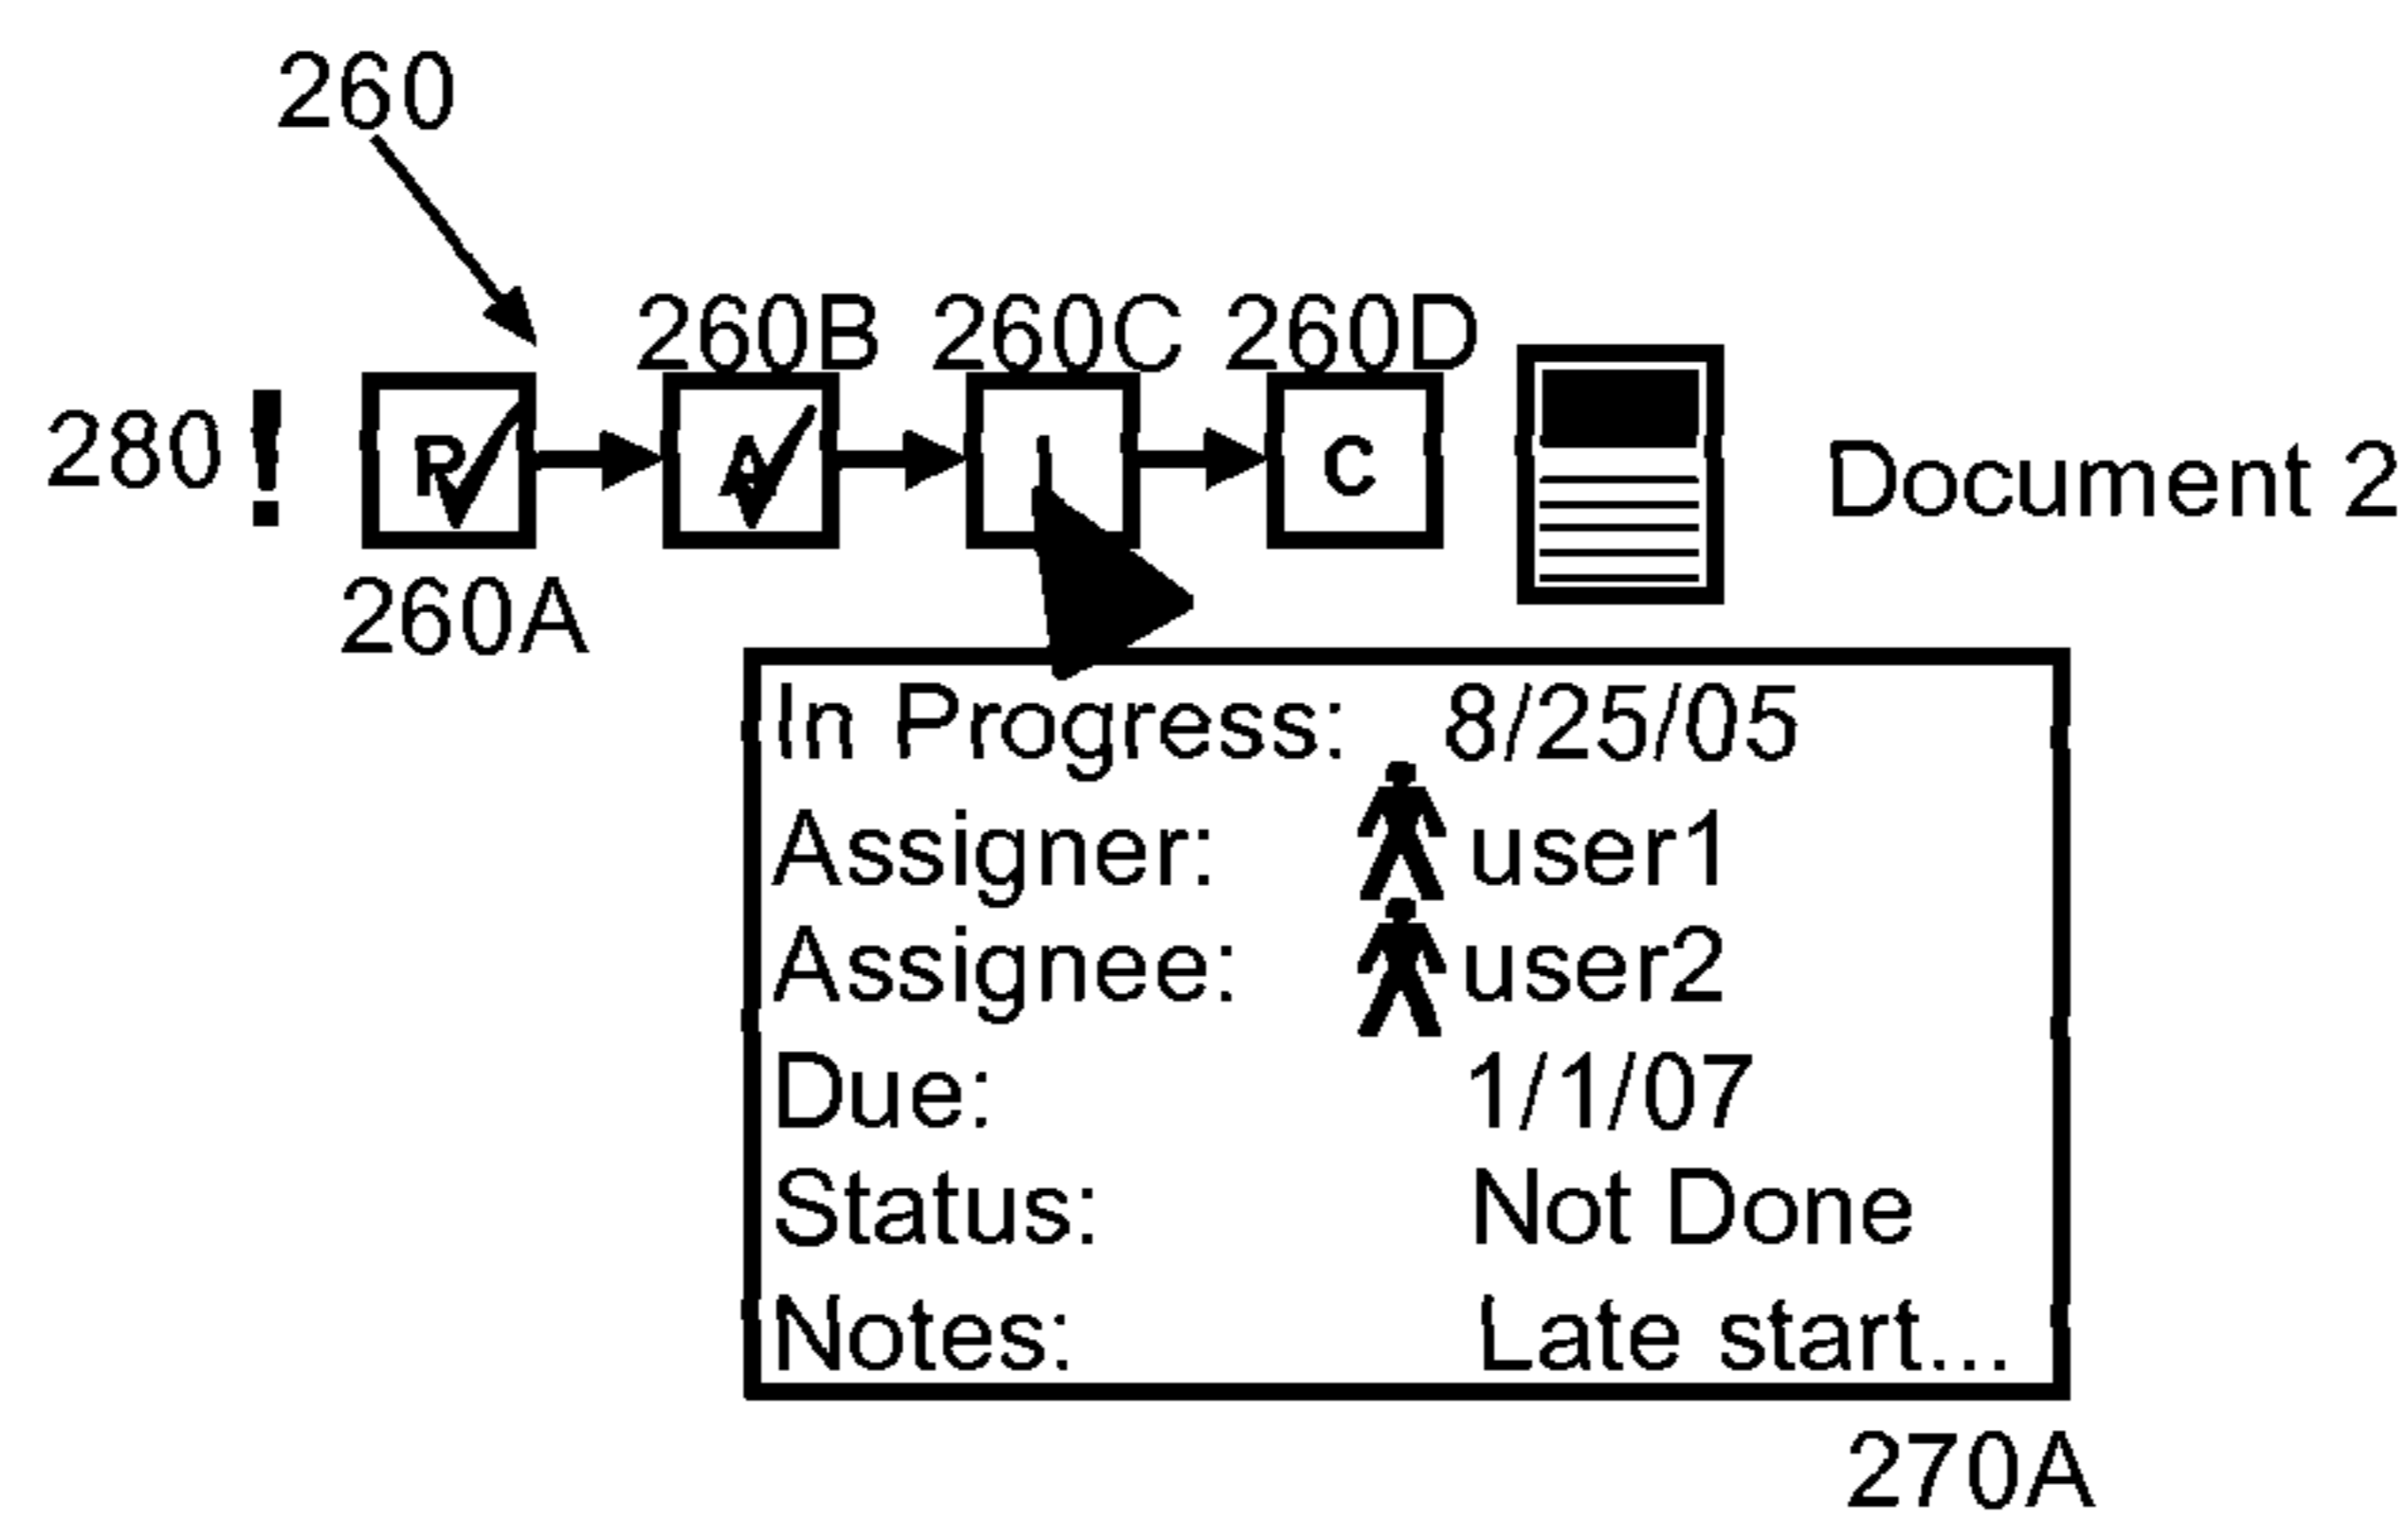 260
260B 260C 260D
280 ! R A I C Document 2
260A
In Progress: 8/25/05
Assigner: user1
Assignee: user2
Due: 1/1/07
Status: Not Done
Notes: Late start...
270A